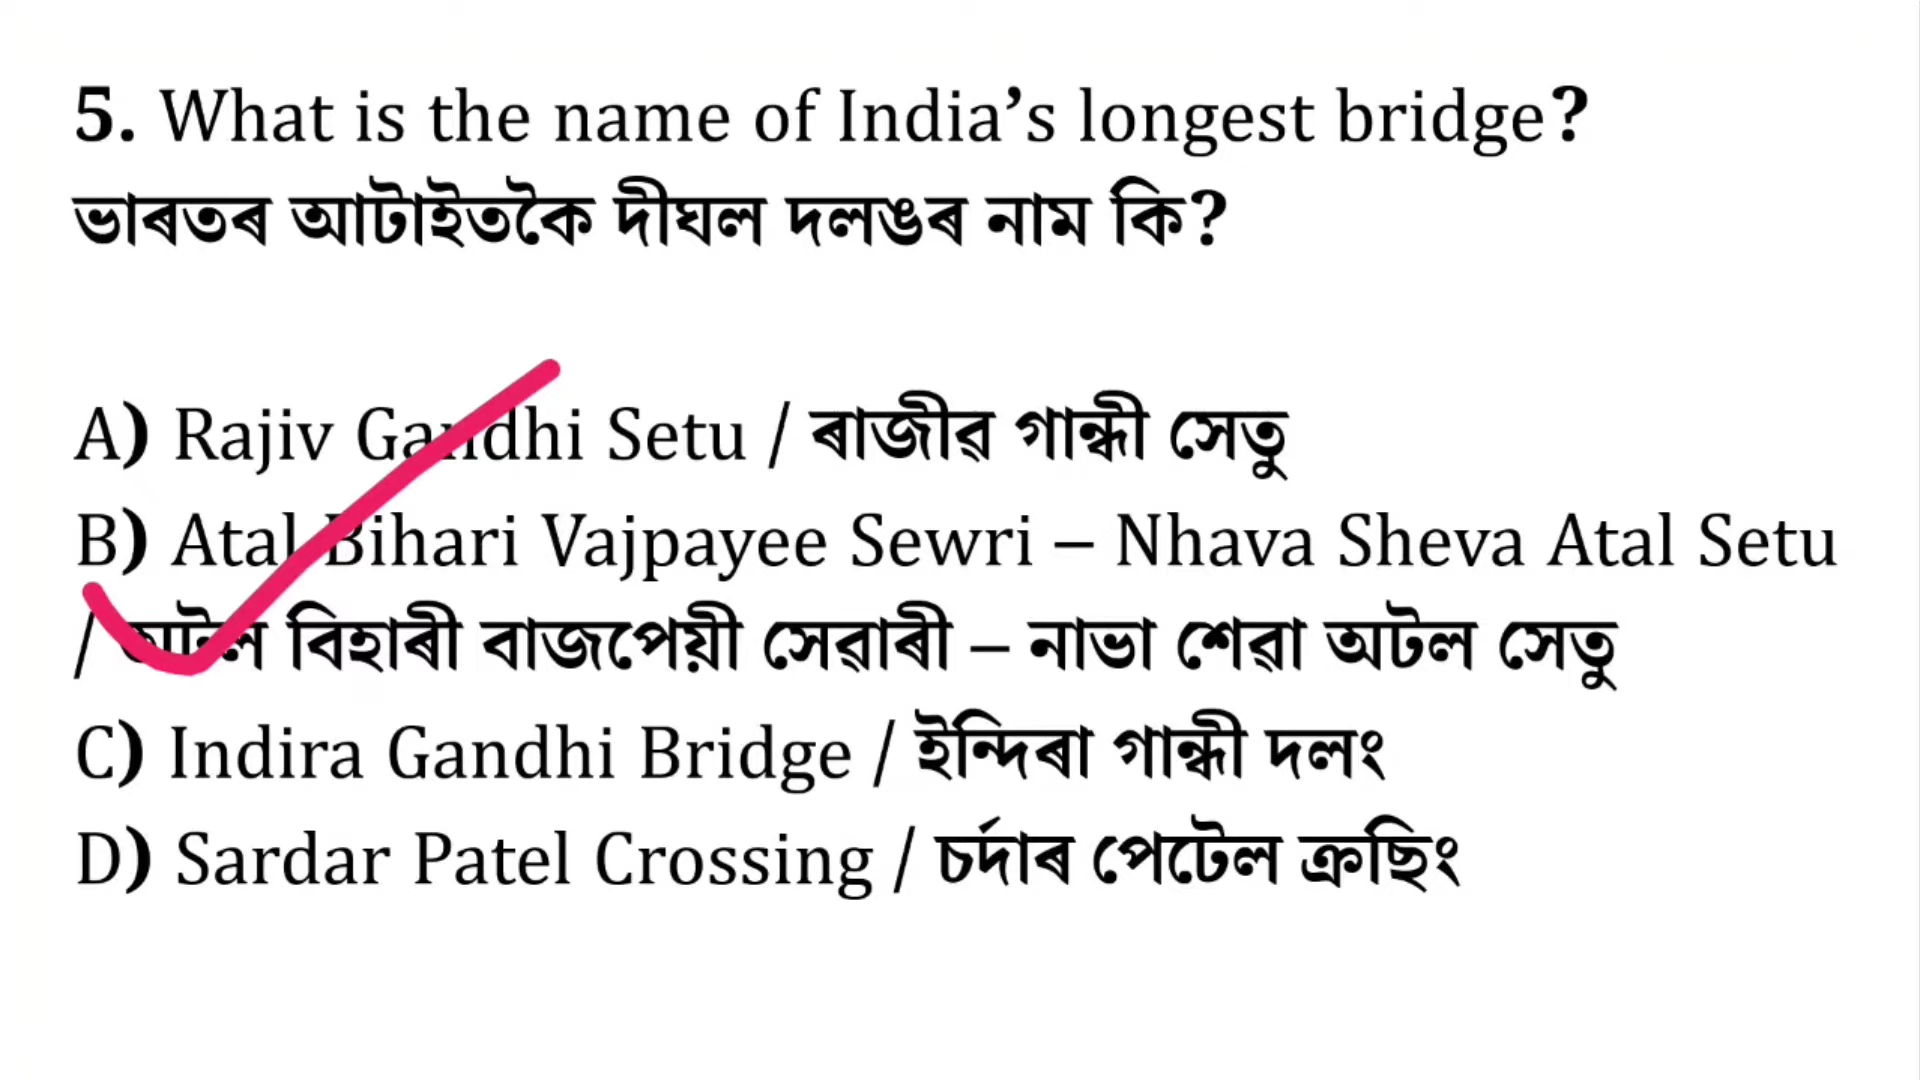 5. What is the name of India’s longest bridge?
ভাৰতৰ আটাইতকৈ দীঘল দলঙৰ নাম কি?
A) Rajiv Gandhi Setu / ৰাজীৱ গান্ধী সেতু
B) Atal Bihari Vajpayee Sewri – Nhava Sheva Atal Setu
/ অটল বিহাৰী বাজপেয়ী সেৱাৰী – নাভা শেৱা অটল সেতু
C) Indira Gandhi Bridge / ইন্দিৰা গান্ধী দলং
D) Sardar Patel Crossing / চৰ্দাৰ পেটেল ক্ৰছিং